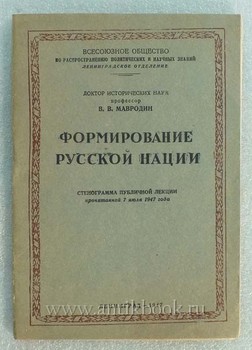 ВСЕСОЮЗНОЕ ОБЩЕСТВО
ПО РАСПРОСТРАНЕНИЮ ПОЛИТИЧЕСКИХ И НАУЧНЫХ ЗНАНИЙ
ЛЕНИНГРАДСКОЕ ОТДЕЛЕНИЕ
ДОКТОР ИСТОРИЧЕСКИХ НАУК
профессор
В. В. МАВРОДИН
ФОРМИРОВАНИЕ
РУССКОЙ НАЦИИ
СТЕНОГРАММА ПУБЛИЧНОЙ ЛЕКЦИИ
прочитанной 7 июля 1947 года
ЛЕНИНГРАД